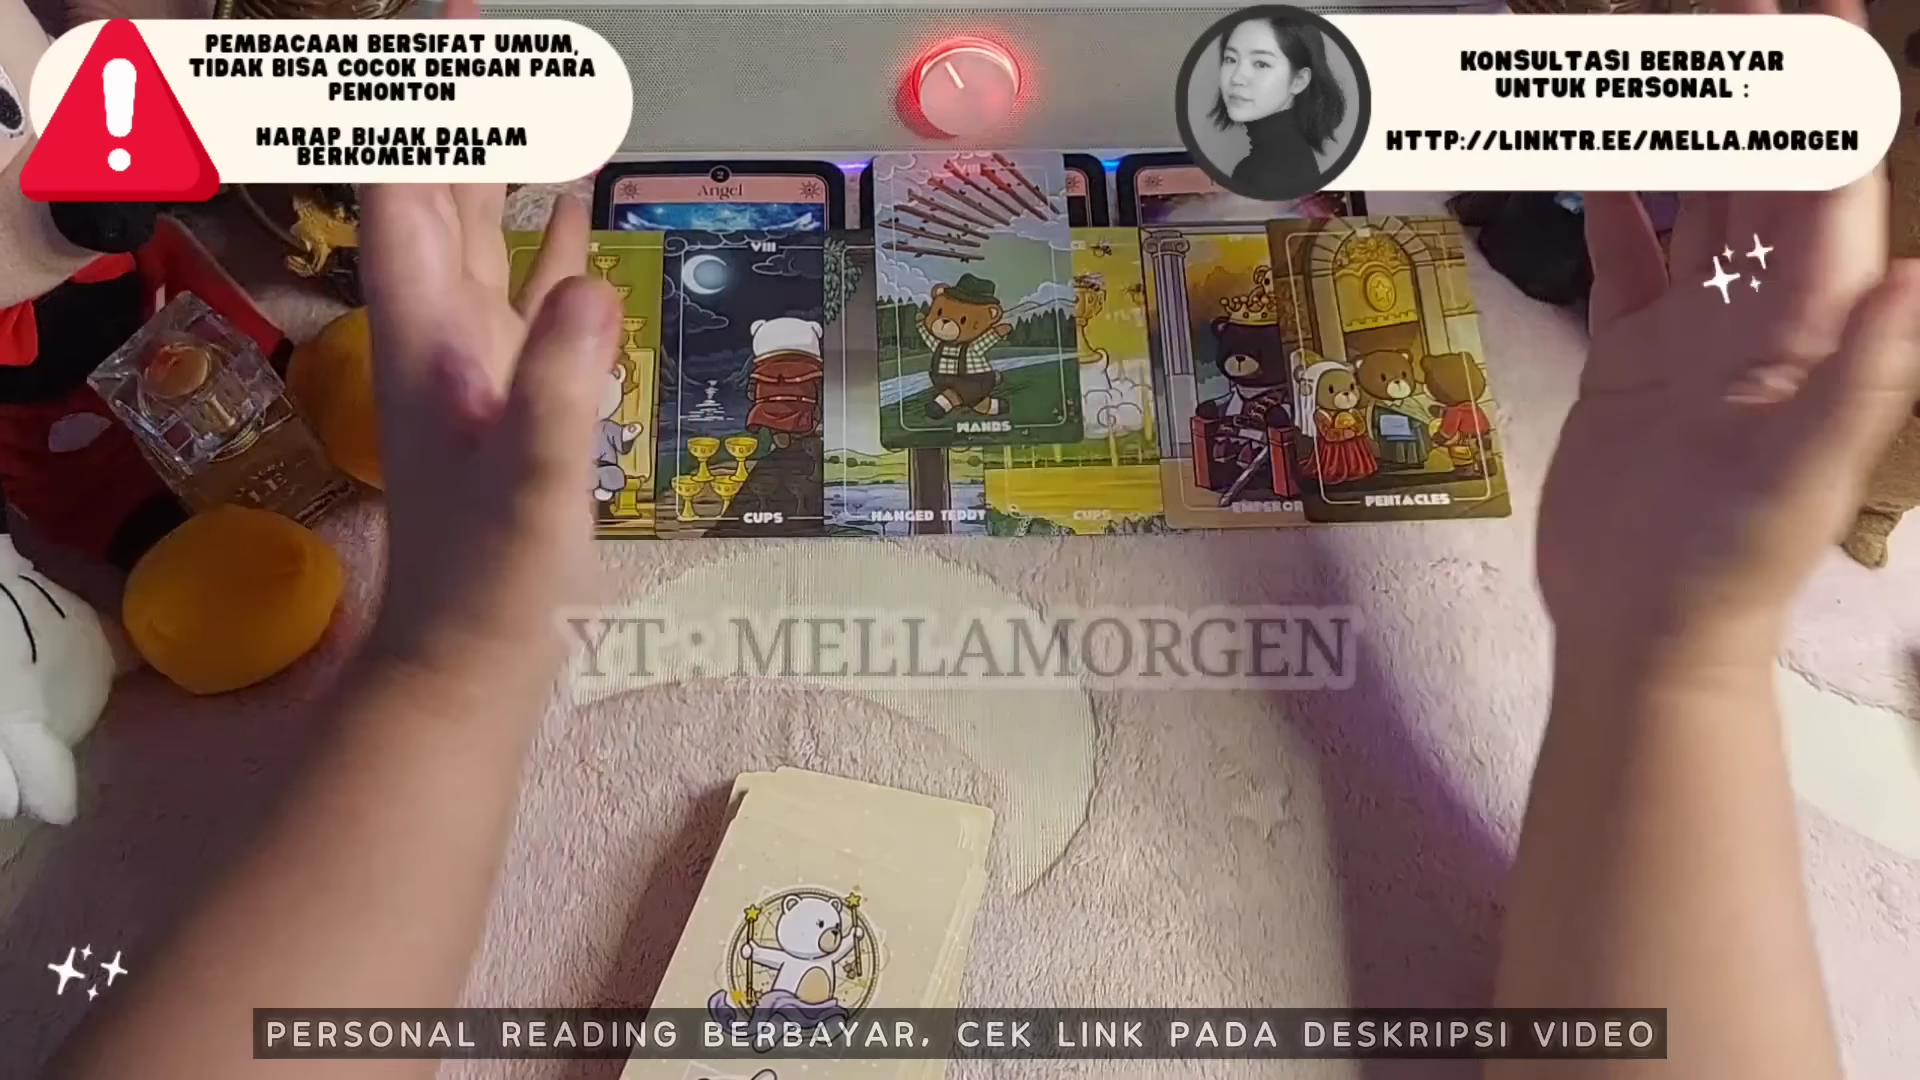 PEMBACAAN BERSIFAT UMUM,
TIDAK BISA COCOK DENGAN PARA
PENONTON
HARAP BIJAK DALAM
BERKOMENTAR
KONSULTASI BERBAYAR
UNTUK PERSONAL :
HTTP://LINKTR.EE/MELLA.MORGEN
2
Angel
VIII
VIII
WANDS
CUPS
HANGED TEDDY
CUPS
EMPEROR
PENTACLES
YT : MELLAMORGEN
PERSONAL READING BERBAYAR, CEK LINK PADA DESKRIPSI VIDEO